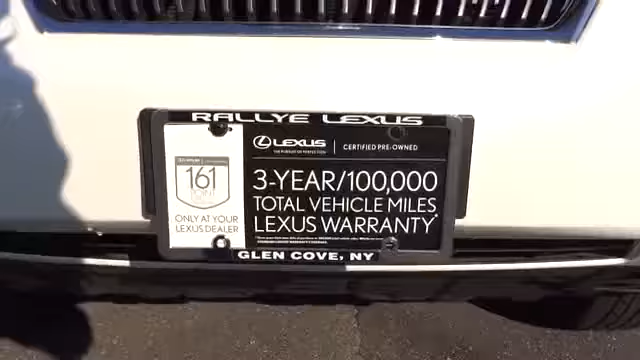 RALLYE LEXUS
LEXUS
CERTIFIED PRE-OWNED
161
POINT
ONLY AT YOUR
LEXUS DEALER
3-YEAR/100,000
TOTAL VEHICLE MILES
LEXUS WARRANTY*
GLEN COVE, NY